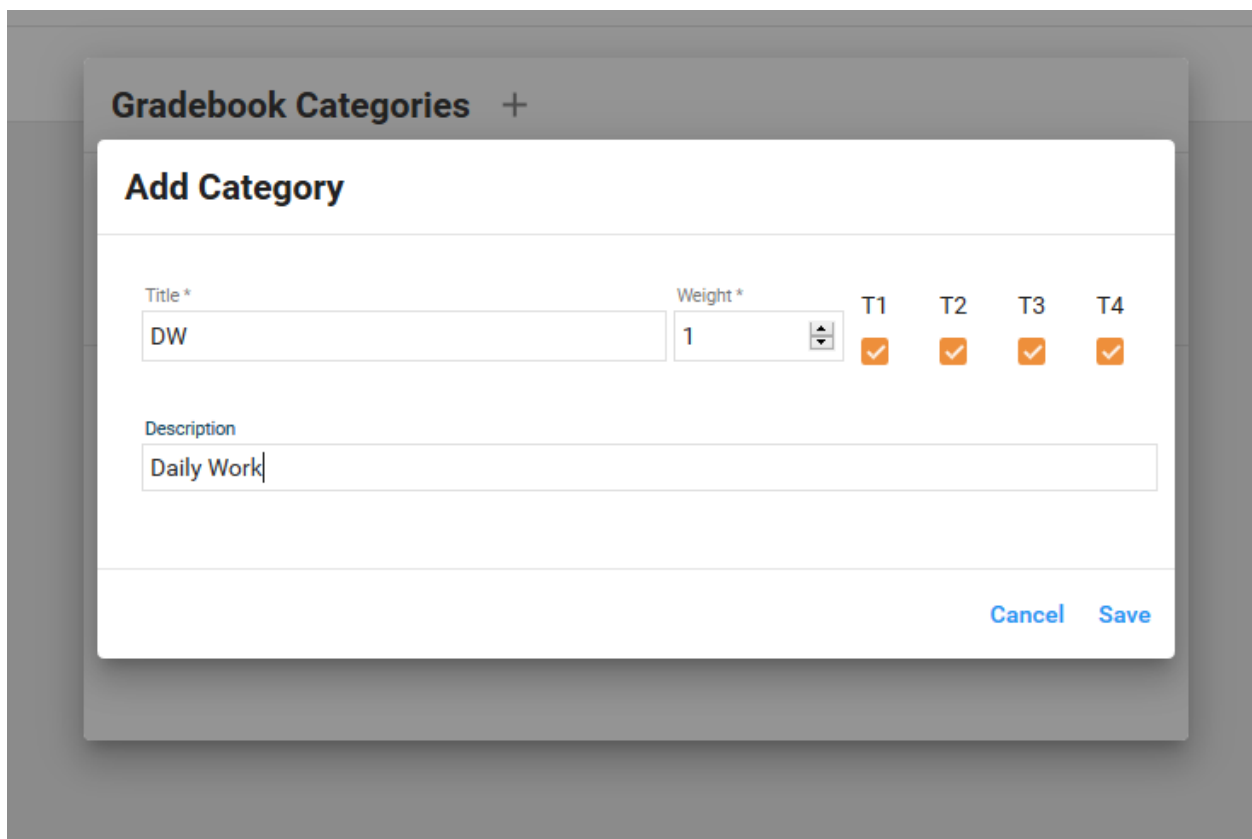 Gradebook Categories +
Add Category
Title *
Weight *
T1 T2 T3 T4
DW
1
Description
Daily Work
Cancel Save